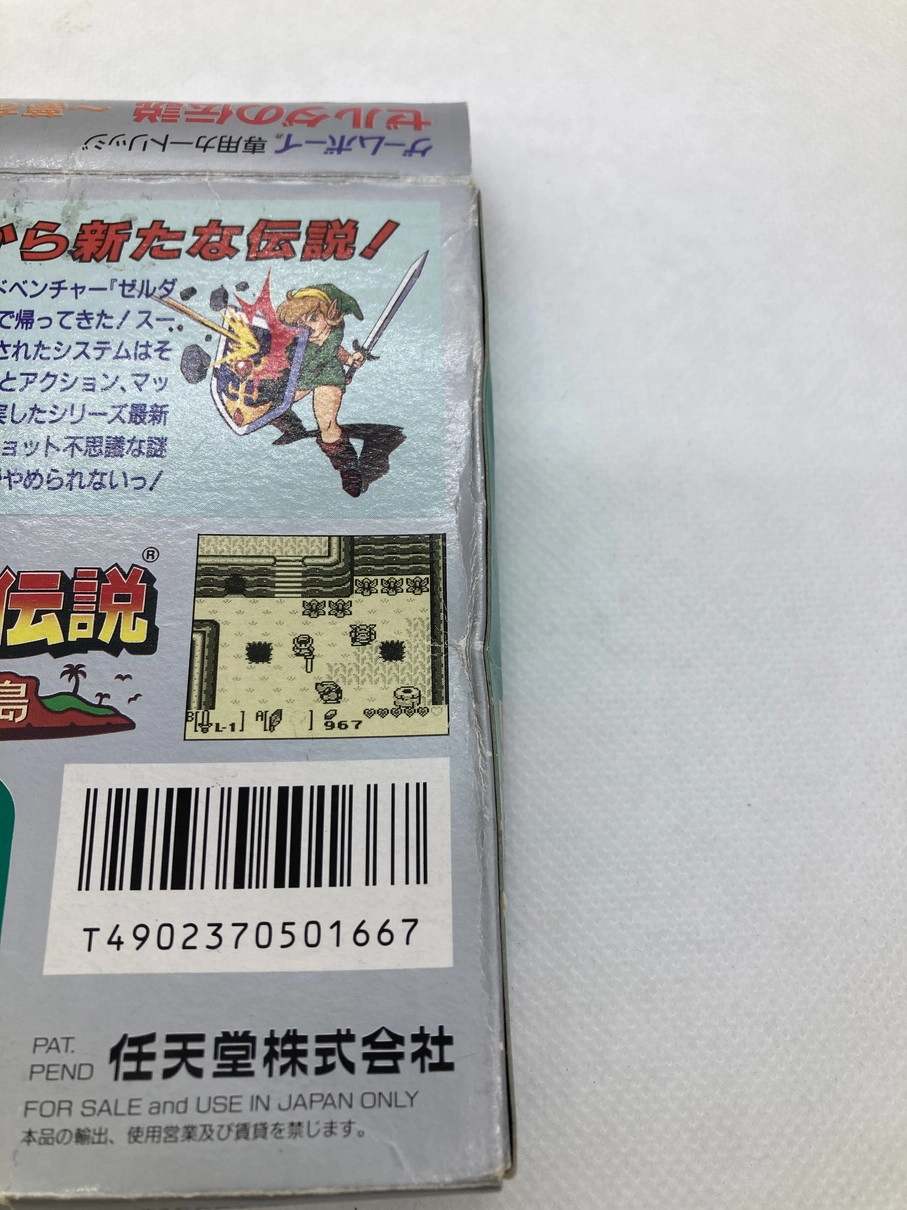 ゼルダの伝説 〜夢を
ゲームボーイ専用カートリッジ
から新たな伝説!
ドベンチャー『ゼルダ
で帰ってきた!スー
されたシステムはそ
とアクション、マッ
実したシリーズ最新
ョット不思議な謎
がやめられないっ!
®
伝説
島
B[ L-1] A[ ] 967
T4902370501667
PAT.
PEND
任天堂株式会社
FOR SALE and USE IN JAPAN ONLY
本品の輸出、使用営業及び賃貸を禁じます。